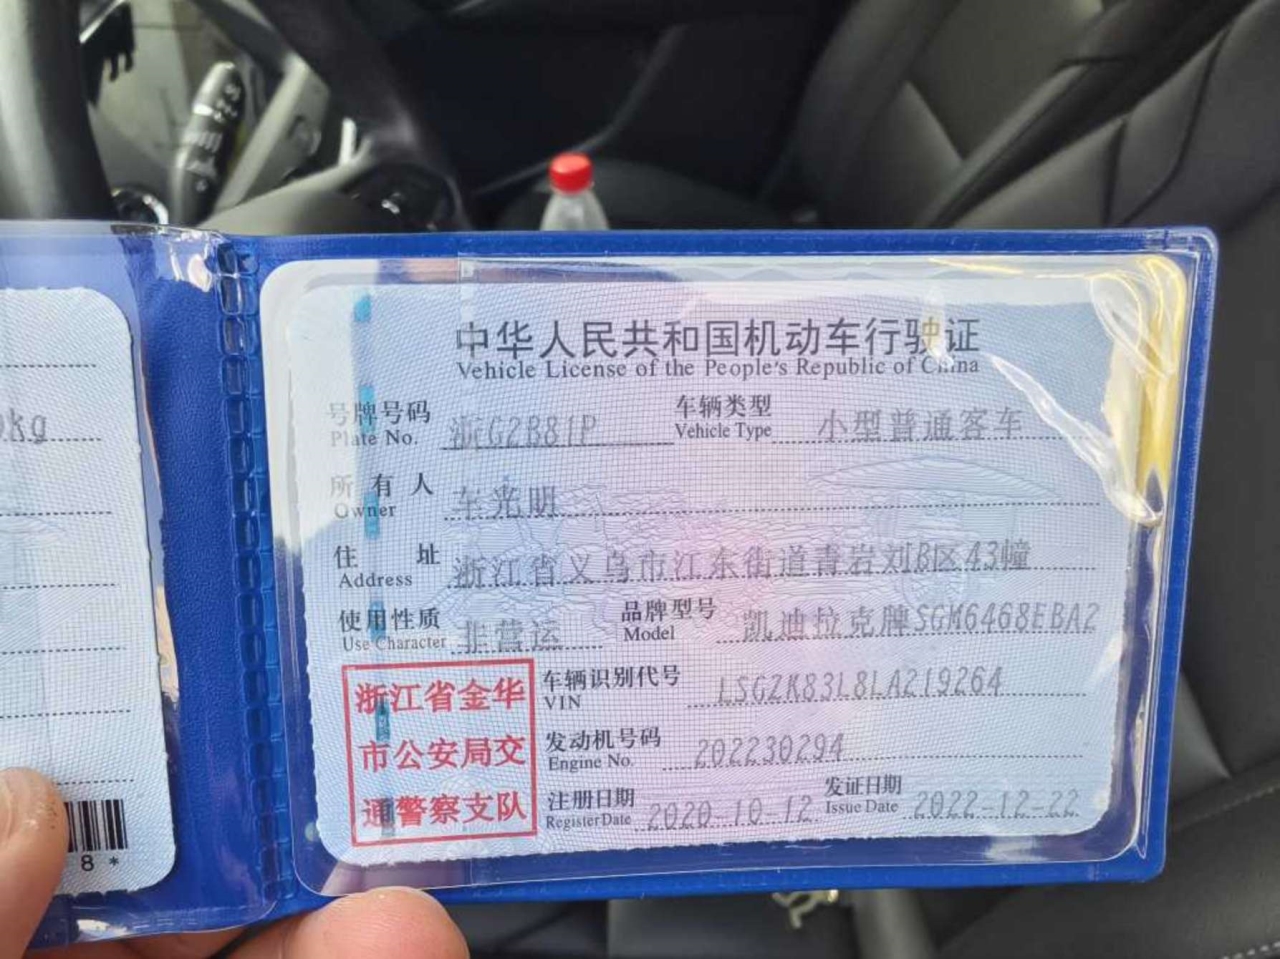 中华人民共和国机动车行驶证
Vehicle License of the People's Republic of China
号牌号码 浙G2B81P 车辆类型 小型普通客车
Plate No. Vehicle Type
所有人 车光明
Owner
住址 浙江省义乌市江东街道青岩刘B区43幢
Address
使用性质 非营运 品牌型号 凯迪拉克牌SGM6468EBA2
Use Character Model
浙江省金华
市公安局交
通警察支队
车辆识别代号 LSGZK83L8LA219264
VIN
发动机号码 202230294
Engine No.
注册日期 2020-10-12 发证日期 2022-12-22
Register Date Issue Date
kg
8*